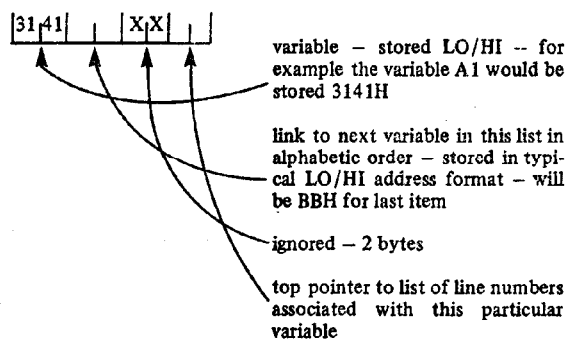 31 41 X X
variable – stored LO/HI -- for
example the variable A1 would be
stored 3141H
link to next variable in this list in
alphabetic order – stored in typi-
cal LO/HI address format – will
be BBH for last item
ignored – 2 bytes
top pointer to list of line numbers
associated with this particular
variable